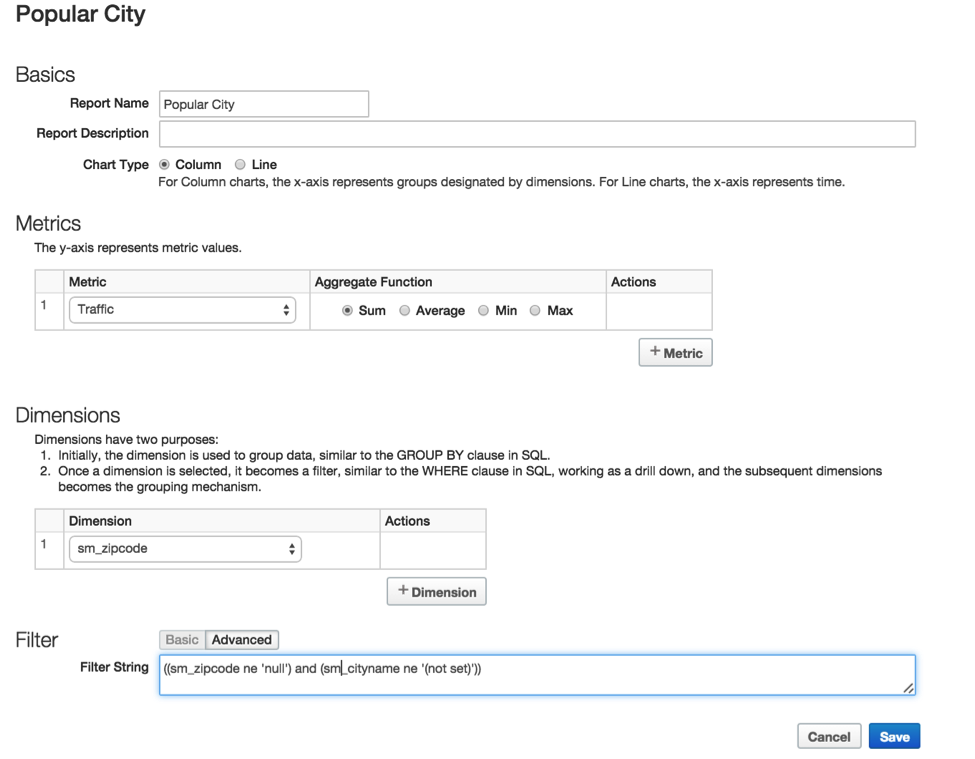 Popular City
Basics
Report Name Popular City
Report Description
Chart Type Column Line
For Column charts, the x-axis represents groups designated by dimensions. For Line charts, the x-axis represents time.
Metrics
The y-axis represents metric values.
Metric Aggregate Function Actions
1 Traffic Sum Average Min Max
+ Metric
Dimensions
Dimensions have two purposes:
1. Initially, the dimension is used to group data, similar to the GROUP BY clause in SQL.
2. Once a dimension is selected, it becomes a filter, similar to the WHERE clause in SQL, working as a drill down, and the subsequent dimensions
becomes the grouping mechanism.
Dimension Actions
1 sm_zipcode
+ Dimension
Filter Basic Advanced
Filter String ((sm_zipcode ne 'null') and (sm_cityname ne '(not set)'))
Cancel Save